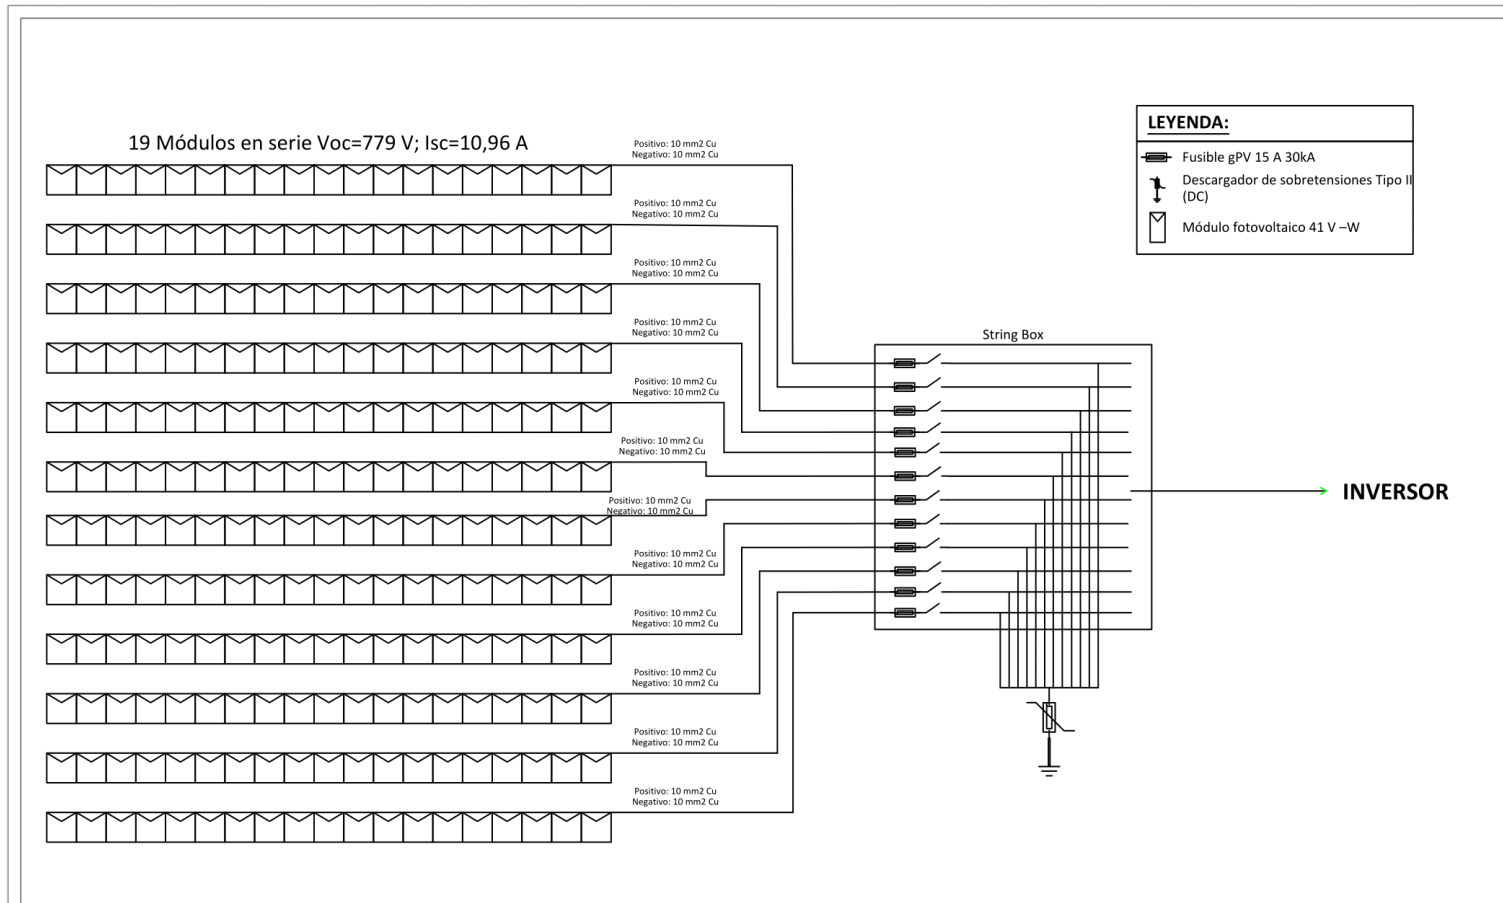 19 Módulos en serie Voc=779 V; Isc=10,96 A
Positivo: 10 mm2 Cu
Negativo: 10 mm2 Cu
Positivo: 10 mm2 Cu
Negativo: 10 mm2 Cu
Positivo: 10 mm2 Cu
Negativo: 10 mm2 Cu
Positivo: 10 mm2 Cu
Negativo: 10 mm2 Cu
Positivo: 10 mm2 Cu
Negativo: 10 mm2 Cu
Positivo: 10 mm2 Cu
Negativo: 10 mm2 Cu
Positivo: 10 mm2 Cu
Negativo: 10 mm2 Cu
Positivo: 10 mm2 Cu
Negativo: 10 mm2 Cu
Positivo: 10 mm2 Cu
Negativo: 10 mm2 Cu
Positivo: 10 mm2 Cu
Negativo: 10 mm2 Cu
Positivo: 10 mm2 Cu
Negativo: 10 mm2 Cu
Positivo: 10 mm2 Cu
Negativo: 10 mm2 Cu
String Box
INVERSOR
LEYENDA:
Fusible gPV 15 A 30kA
Descargador de sobretensiones Tipo II
(DC)
Módulo fotovoltaico 41 V –W